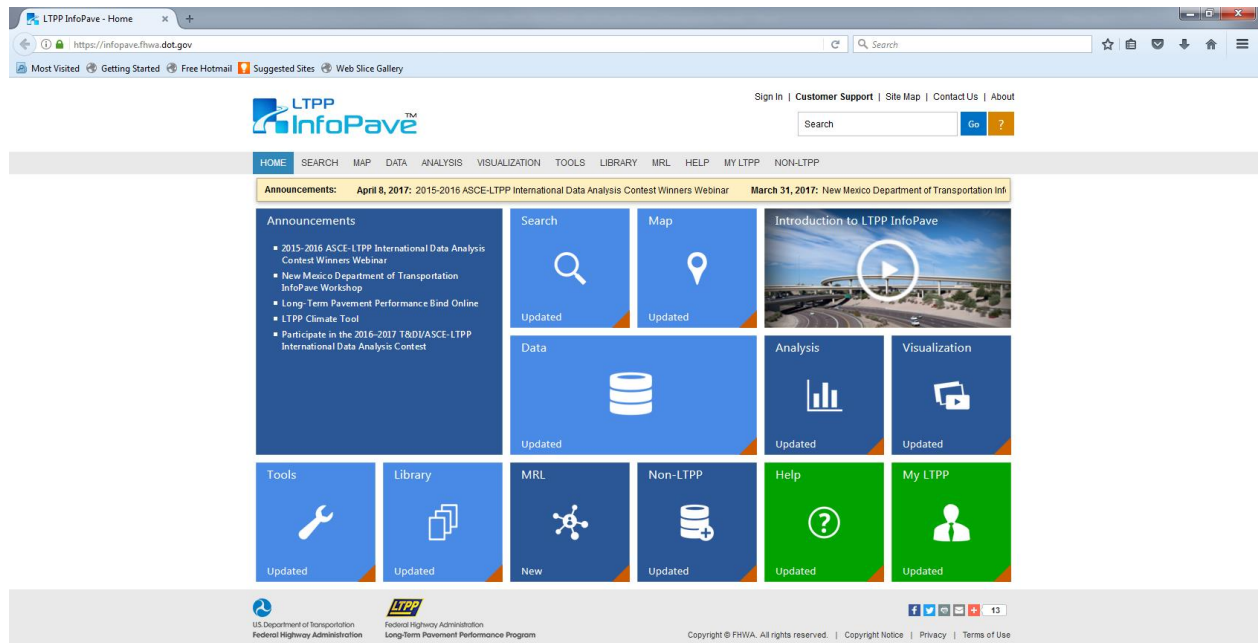 LTPP InfoPave - Home
https://infopave.fhwa.dot.gov
Search
Most Visited Getting Started Free Hotmail Suggested Sites Web Slice Gallery
LTPP
InfoPave™
Sign In | Customer Support | Site Map | Contact Us | About
Search Go ?
HOME SEARCH MAP DATA ANALYSIS VISUALIZATION TOOLS LIBRARY MRL HELP MY LTPP NON-LTPP
Announcements: April 8, 2017: 2015-2016 ASCE-LTPP International Data Analysis Contest Winners Webinar March 31, 2017: New Mexico Department of Transportation Inf
Announcements
2015-2016 ASCE-LTPP International Data Analysis
Contest Winners Webinar
New Mexico Department of Transportation
InfoPave Workshop
Long-Term Pavement Performance Bind Online
LTPP Climate Tool
Participate in the 2016–2017 T&DI/ASCE-LTPP
International Data Analysis Contest
Search
Updated
Map
Updated
Introduction to LTPP InfoPave
Data
Updated
Analysis
Updated
Visualization
Updated
Tools
Updated
Library
Updated
MRL
New
Non-LTPP
Updated
Help
?
Updated
My LTPP
Updated
U.S. Department of Transportation
Federal Highway Administration
LTPP
Federal Highway Administration
Long-Term Pavement Performance Program
13
Copyright © FHWA. All rights reserved. | Copyright Notice | Privacy | Terms of Use